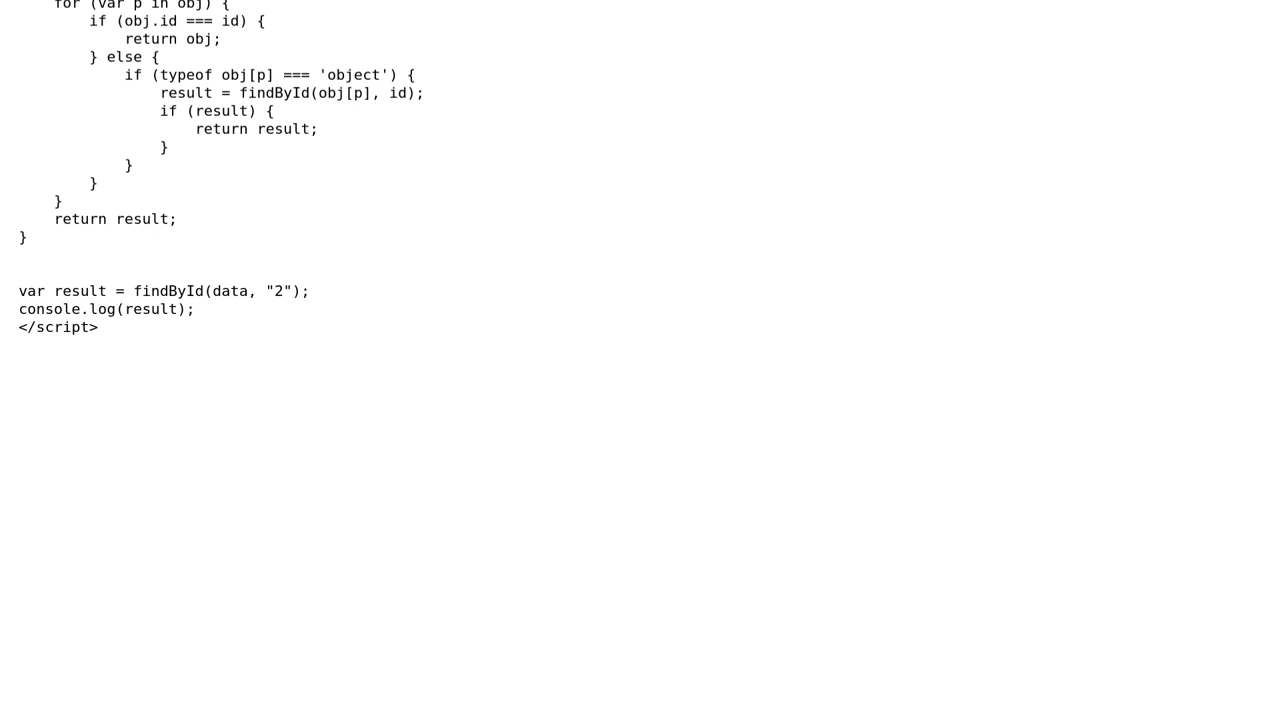 for (var p in obj) {
        if (obj.id === id) {
            return obj;
        } else {
            if (typeof obj[p] === 'object') {
                result = findById(obj[p], id);
                if (result) {
                    return result;
                }
            }
        }
    }
    return result;
}
var result = findById(data, "2");
console.log(result);
</script>